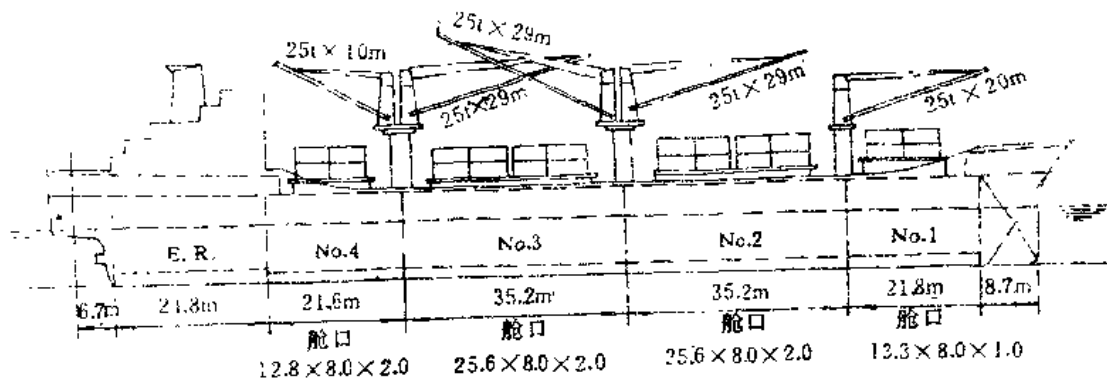 25t×29m
25t×10m
25t×29m
25t×29m
25t×20m
E.R.
No.4
No.3
No.2
No.1
6.7m
21.8m
21.6m
35.2m
35.2m
21.8m
8.7m
舱口
舱口
舱口
舱口
12.8×8.0×2.0
25.6×8.0×2.0
25.6×8.0×2.0
13.3×8.0×1.0